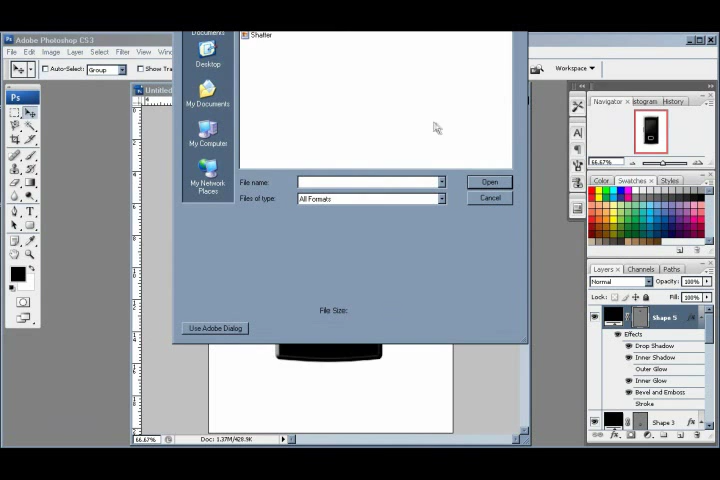 Adobe Photoshop CS3
File Edit Image Layer Select Filter View
Auto-Select: Group
Workspace
Documents
Desktop
My Documents
My Computer
My Network Places
Shatter
File name:
Open
Files of type: All Formats
Cancel
File Size:
Use Adobe Dialog
Untitled
66.67% Doc: 1.37M/428.9K
Ps
Navigator stogram History
66.67%
Color Swatches Styles
Layers Channels Paths
Normal Opacity: 100%
Lock: Fill: 100%
Shape 5 fx
Effects
Drop Shadow
Inner Shadow
Outer Glow
Inner Glow
Bevel and Emboss
Stroke
Shape 3 fx